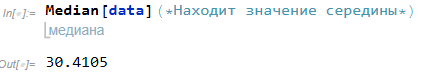 In[◦]:= Median[data](*Находит значение середины*)
медиана
Out[◦]= 30.4105